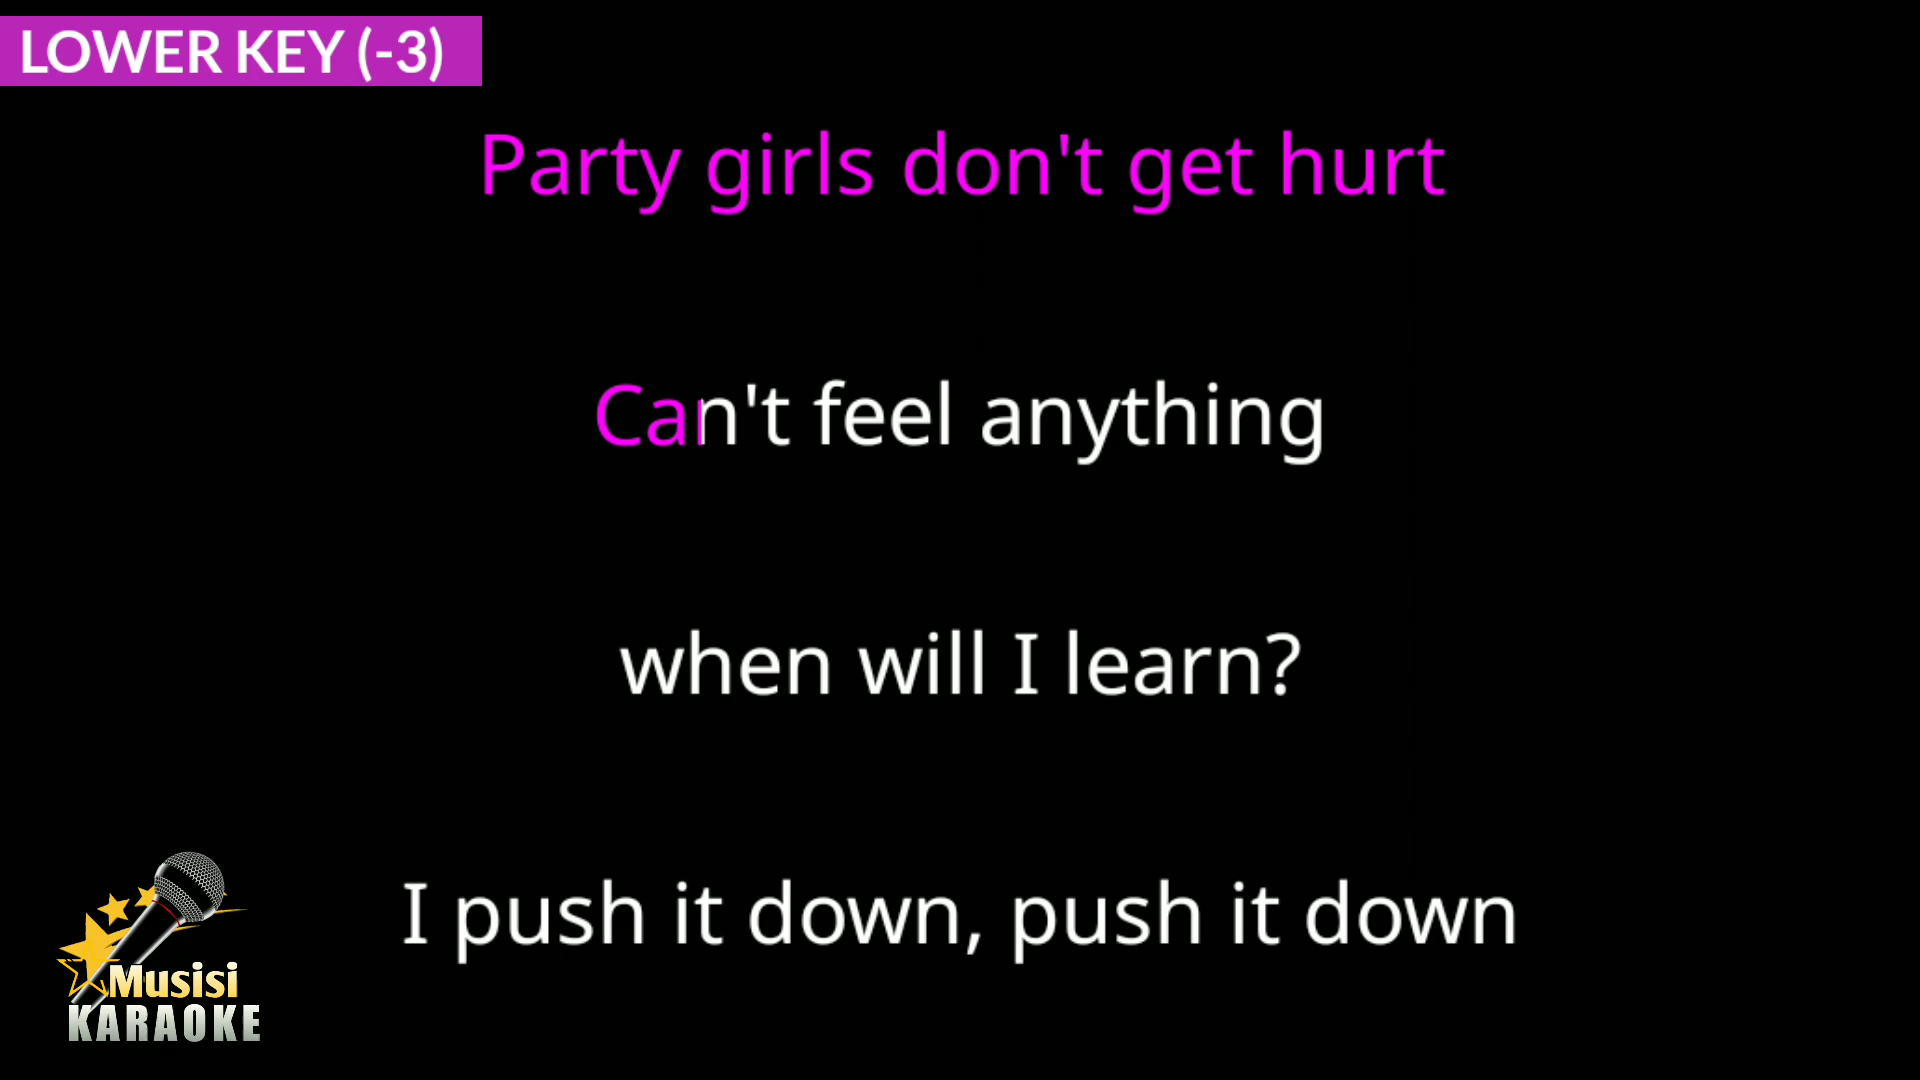 LOWER KEY (-3)
Party girls don't get hurt
Can't feel anything
when will I learn?
I push it down, push it down
Musisi
KARAOKE